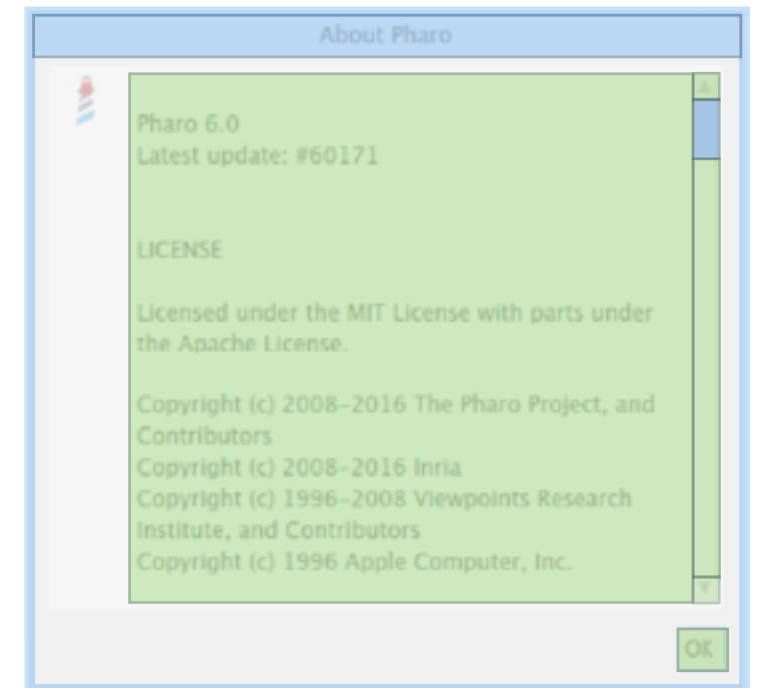 About Pharo
Pharo 6.0
Latest update: #60171
LICENSE
Licensed under the MIT License with parts under
the Apache License.
Copyright (c) 2008-2016 The Pharo Project, and
Contributors
Copyright (c) 2008-2016 Inria
Copyright (c) 1996-2008 Viewpoints Research
Institute, and Contributors
Copyright (c) 1996 Apple Computer, Inc.
OK